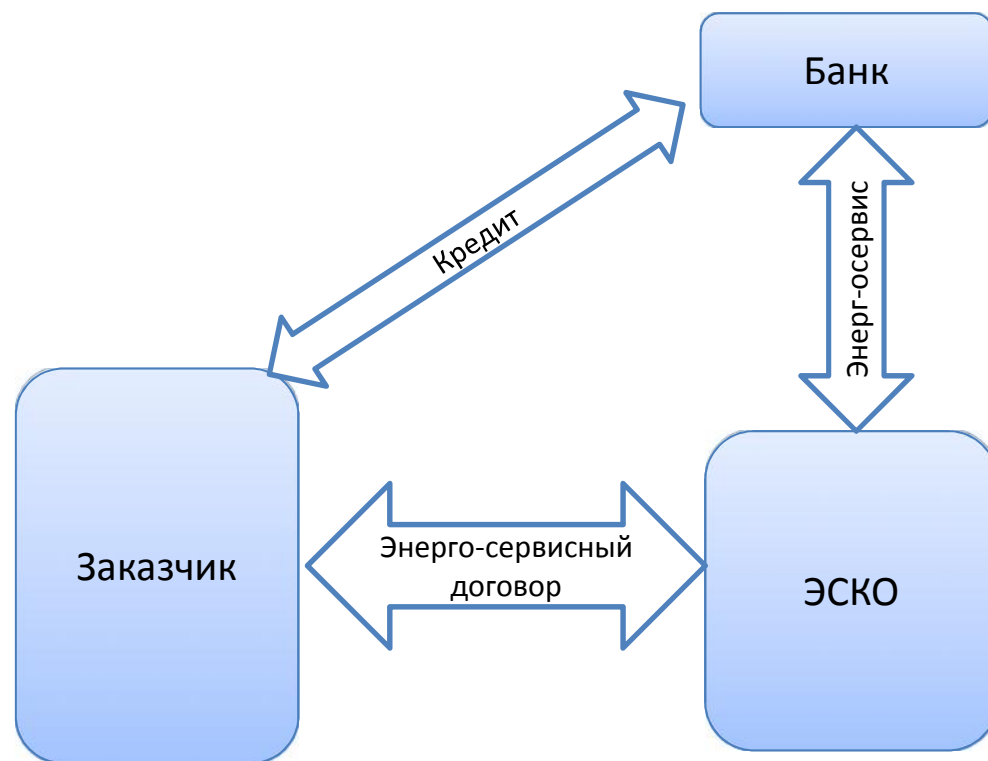 Банк
Кредит
Энерг-осервис
Заказчик
Энерго-сервисный
договор
ЭСКО